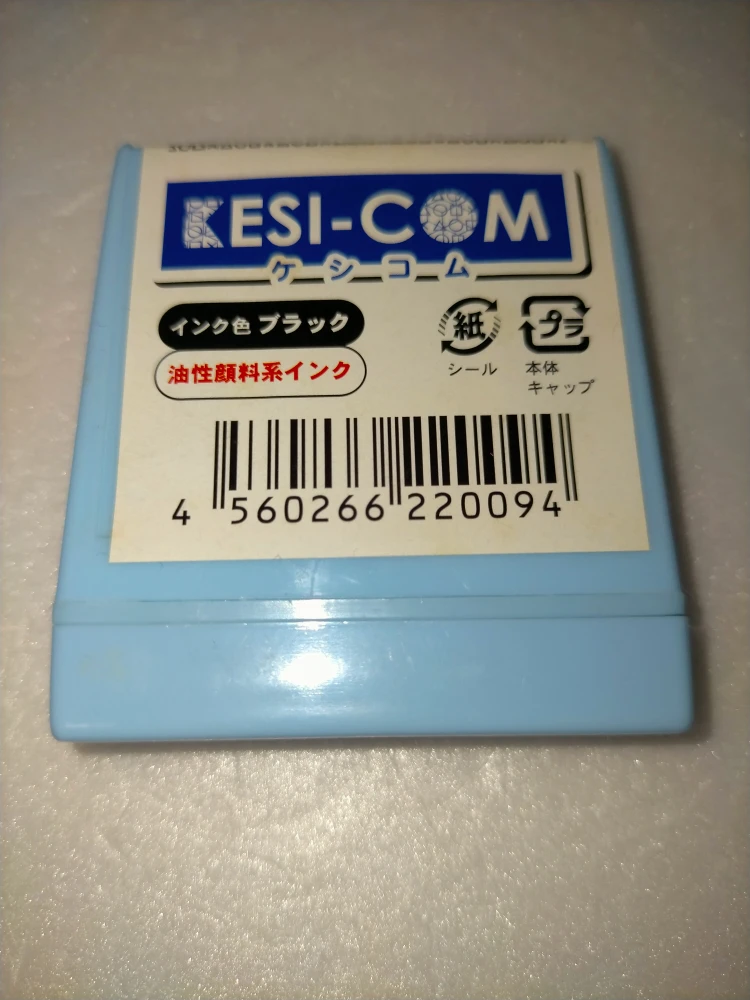 KESI-COM
ケシコム
インク色 ブラック
油性顔料系インク
紙
シール
プラ
本体
キャップ
4 560266 220094